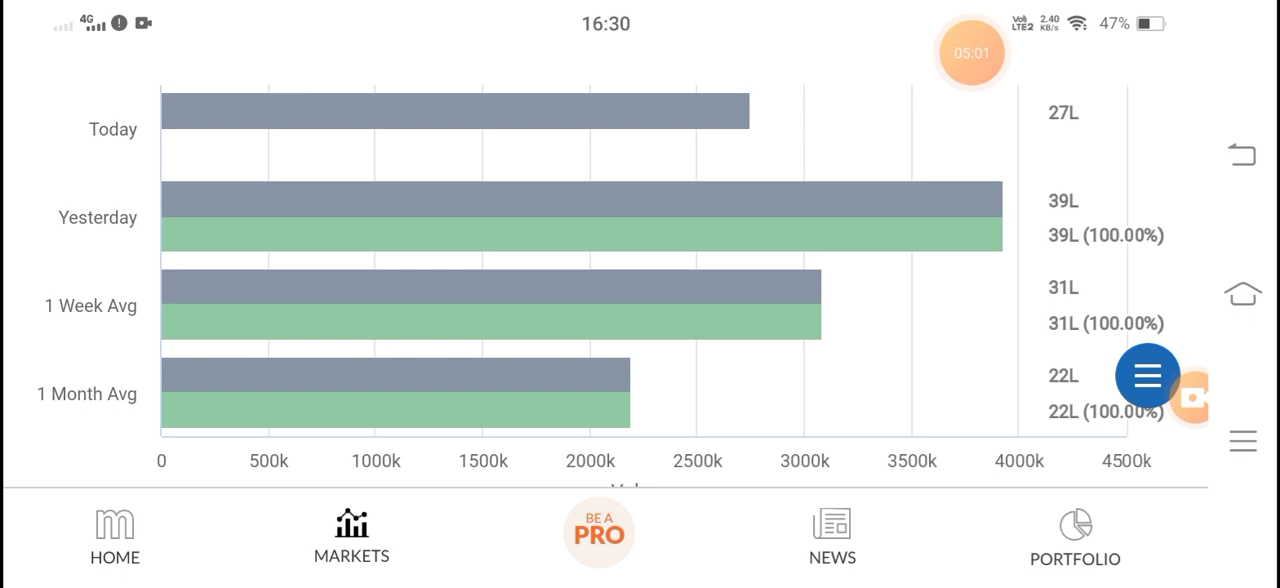 4G
16:30
Vo)) LTE2
2.40 KB/s
47%
05:01
Today
27L
Yesterday
39L
39L (100.00%)
1 Week Avg
31L
31L (100.00%)
1 Month Avg
22L
22L (100.00%)
0 500k 1000k 1500k 2000k 2500k 3000k 3500k 4000k 4500k
HOME
MARKETS
BE A
PRO
NEWS
PORTFOLIO